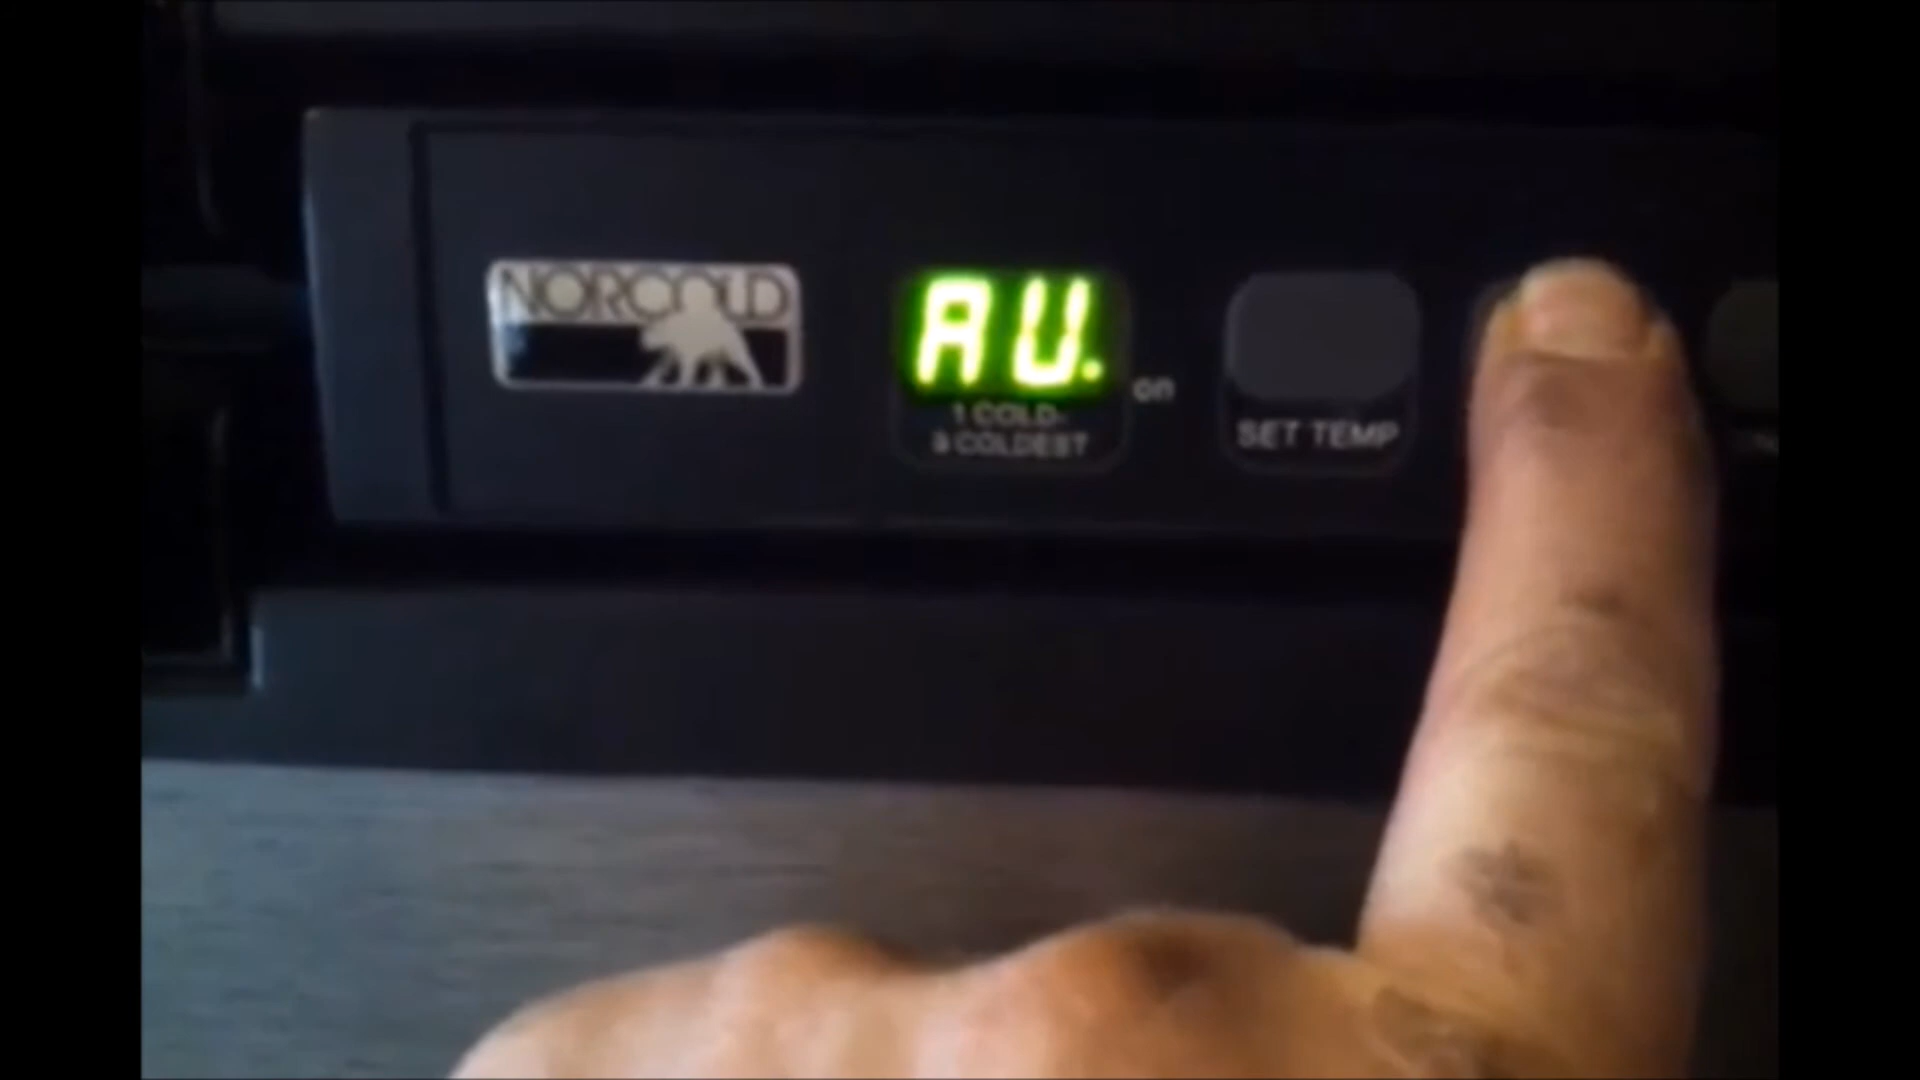 NORCOLD
AU.
on
1 COLD-
9 COLDEST
SET TEMP